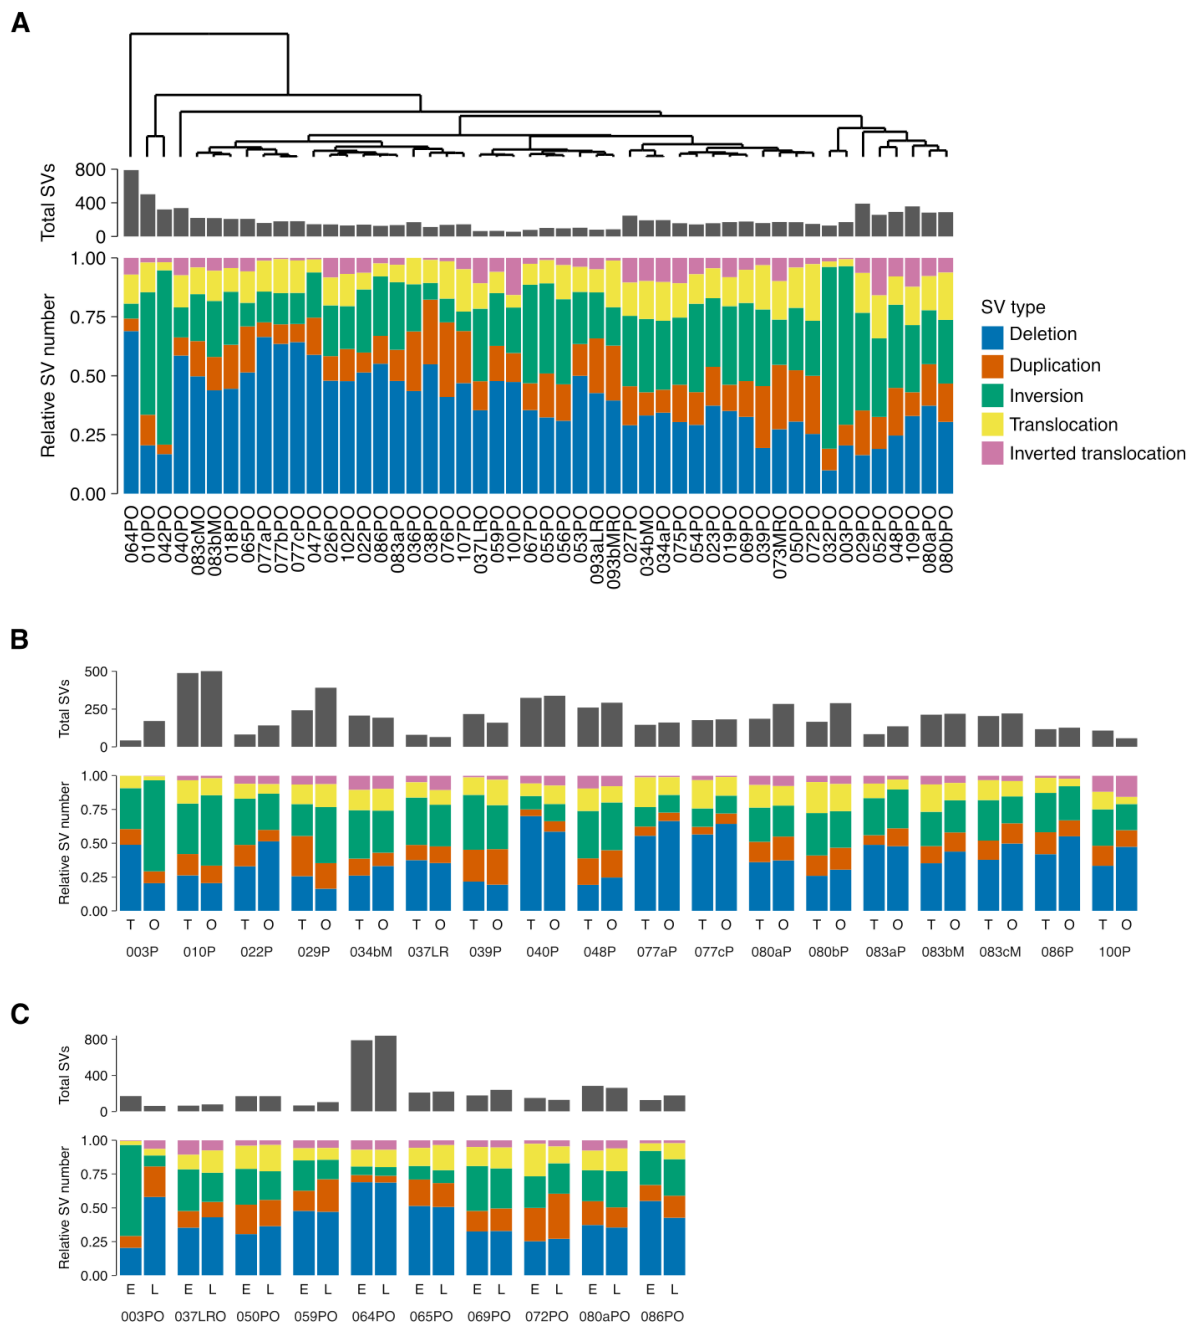 A
Total SVs
800
400
0
Relative SV number
1.00
0.75
0.50
0.25
0.00
064PO 010PO 042PO 040PO 083cMO 083bMO 018PO 065PO 077aPO 077bPO 077cPO 047PO 026PO 102PO 022PO 086PO 083aPO 036PO 038PO 076PO 107PO 037LRO 059PO 100PO 067PO 055PO 056PO 053PO 093aLRO 093bMRO 027PO 034bMO 034aPO 075PO 054PO 023PO 019PO 069PO 039PO 073MRO 050PO 072PO 032PO 003PO 029PO 052PO 048PO 109PO 080aPO 080bPO
SV type
Deletion
Duplication
Inversion
Translocation
Inverted translocation
B
Total SVs
500
250
0
Relative SV number
1.00
0.75
0.50
0.25
0.00
T O T O T O T O T O T O T O T O T O T O T O T O T O T O T O T O T O T O
003P 010P 022P 029P 034bM 037LR 039P 040P 048P 077aP 077cP 080aP 080bP 083aP 083bM 083cM 086P 100P
C
Total SVs
800
400
0
Relative SV number
1.00
0.75
0.50
0.25
0.00
E L E L E L E L E L E L E L E L E L E L
003PO 037LRO 050PO 059PO 064PO 065PO 069PO 072PO 080aPO 086PO